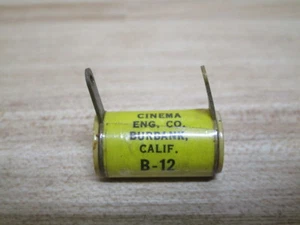 CINEMA
ENG. CO.
BURBANK,
CALIF.
B-12